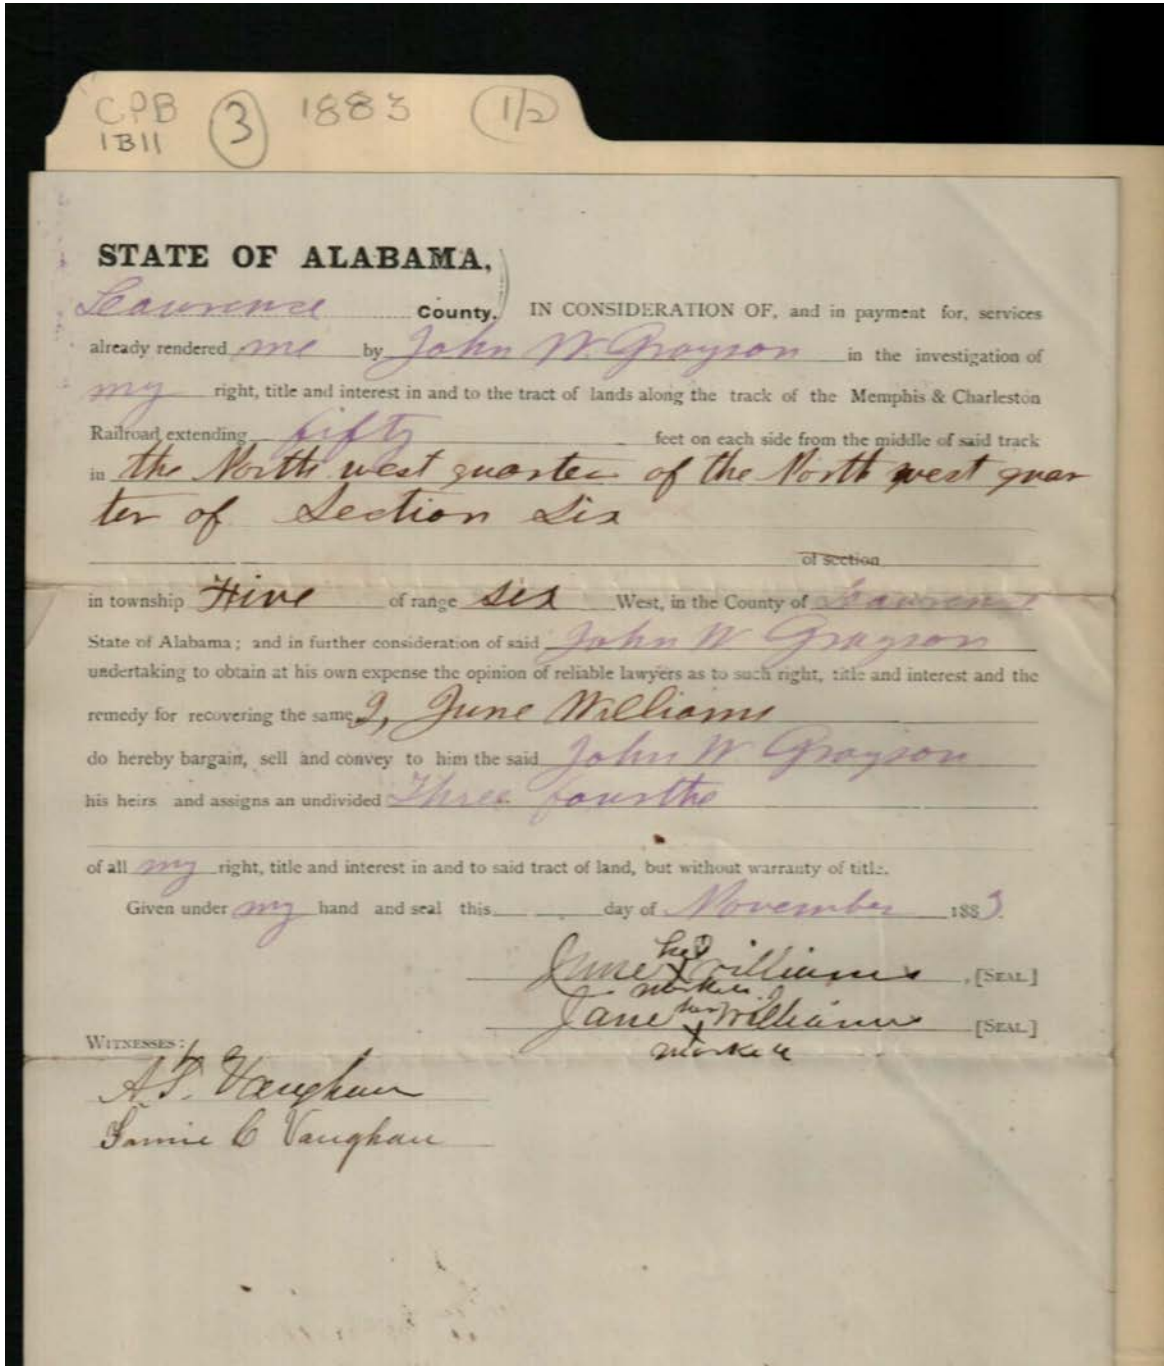 CPB 3 1883 1/2
1B11
STATE OF ALABAMA,
Lawrence County. IN CONSIDERATION OF, and in payment for, services
already rendered me by John W. Grayson in the investigation of
my right, title and interest in and to the tract of lands along the track of the Memphis & Charleston
Railroad extending fifty feet on each side from the middle of said track
in the North west quarter of the North west quar
ter of Section Six
of section
in township Five of range six West, in the County of Lawrence
State of Alabama; and in further consideration of said John W Grayson
undertaking to obtain at his own expense the opinion of reliable lawyers as to such right, title and interest and the
remedy for recovering the same I, June Williams
do hereby bargain, sell and convey to him the said John W Grayson
his heirs and assigns an undivided Three fourths
of all my right, title and interest in and to said tract of land, but without warranty of title.
Given under my hand and seal this day of November 1883.
his
June X Williams, [SEAL]
mark
her
Jane X Williams [SEAL]
mark
WITNESSES:
A. F. Vaughan
C Vaughan